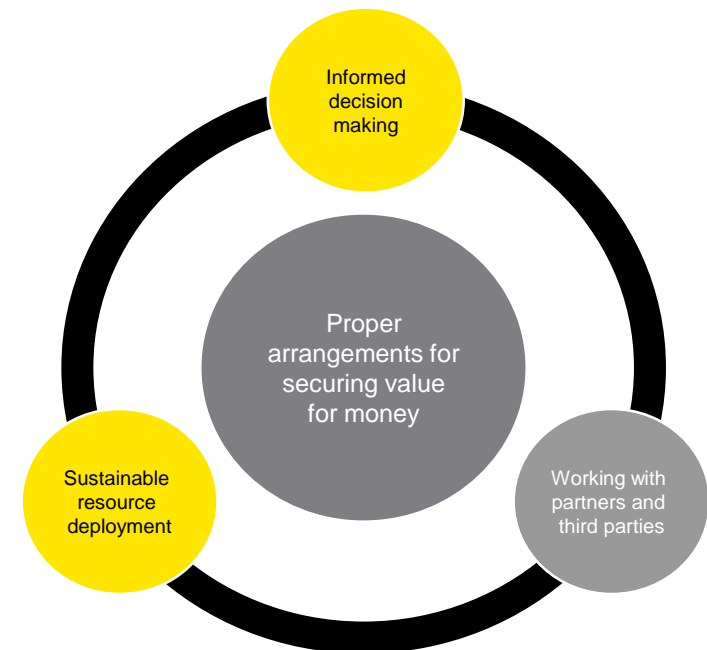 Informed
decision
making
Proper
arrangements for
securing value
for money
Sustainable
resource
deployment
Working with
partners and
third parties